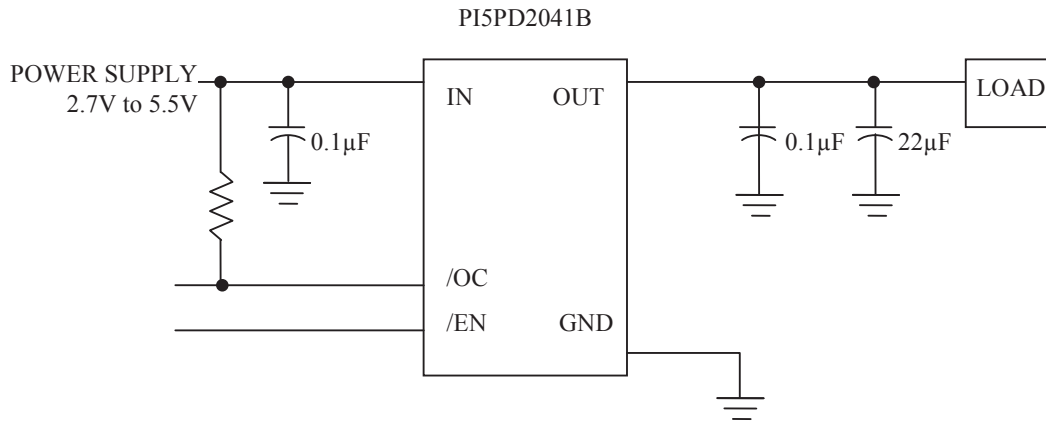 PI5PD2041B
POWER SUPPLY
2.7V to 5.5V
IN
OUT
LOAD
0.1μF
0.1μF
22μF
/OC
/EN
GND